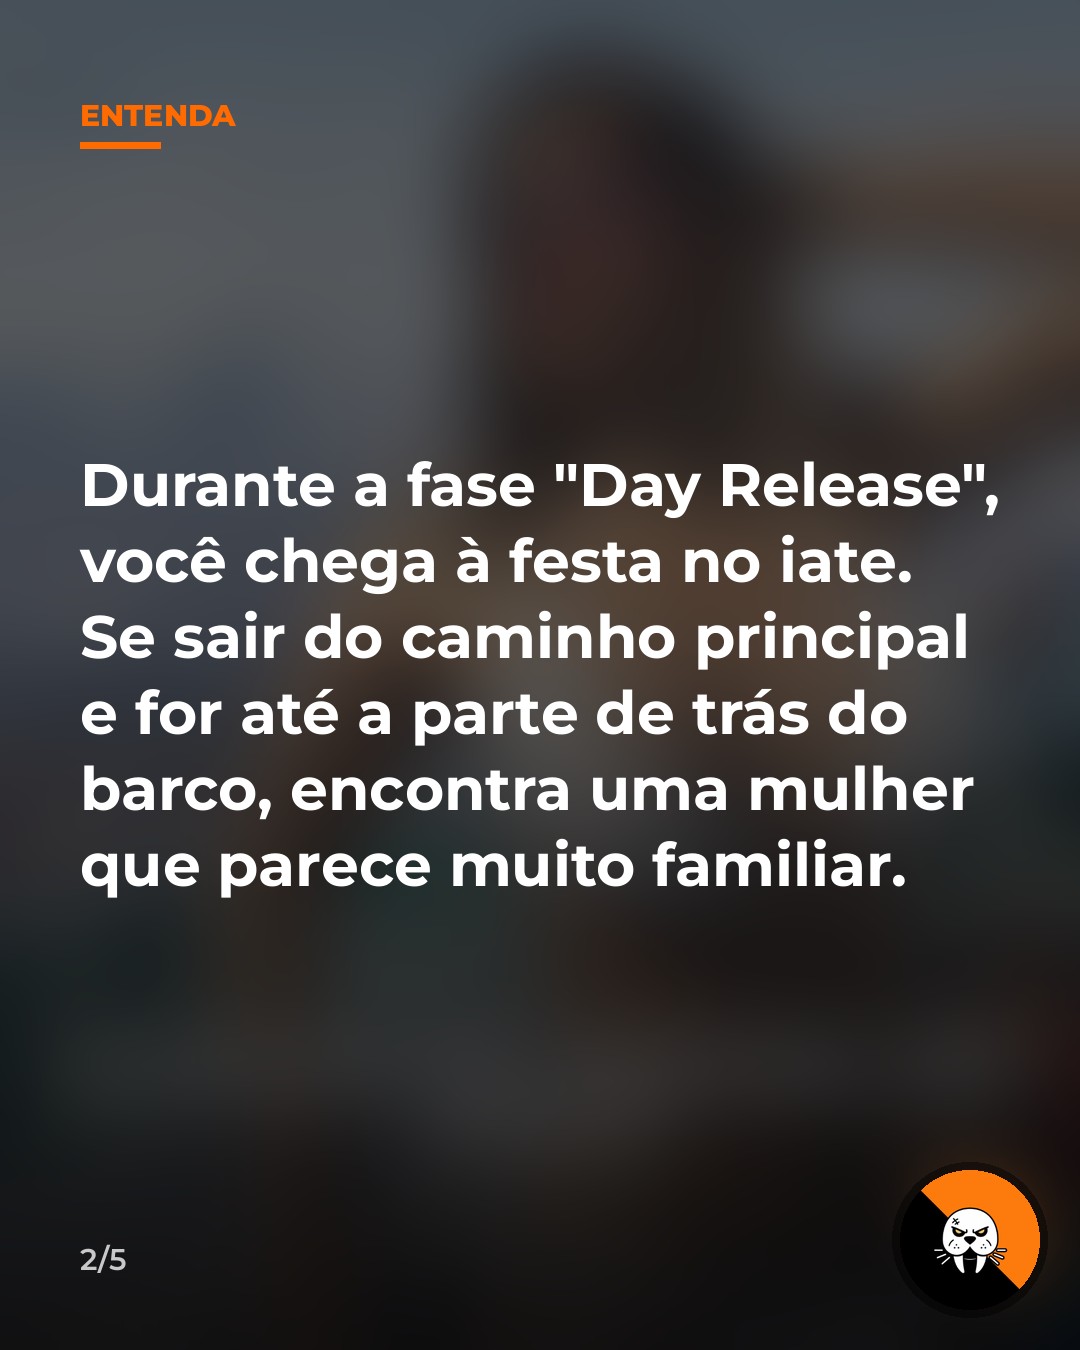 ENTENDA
Durante a fase "Day Release",
você chega à festa no iate.
Se sair do caminho principal
e for até a parte de trás do
barco, encontra uma mulher
que parece muito familiar.
2/5